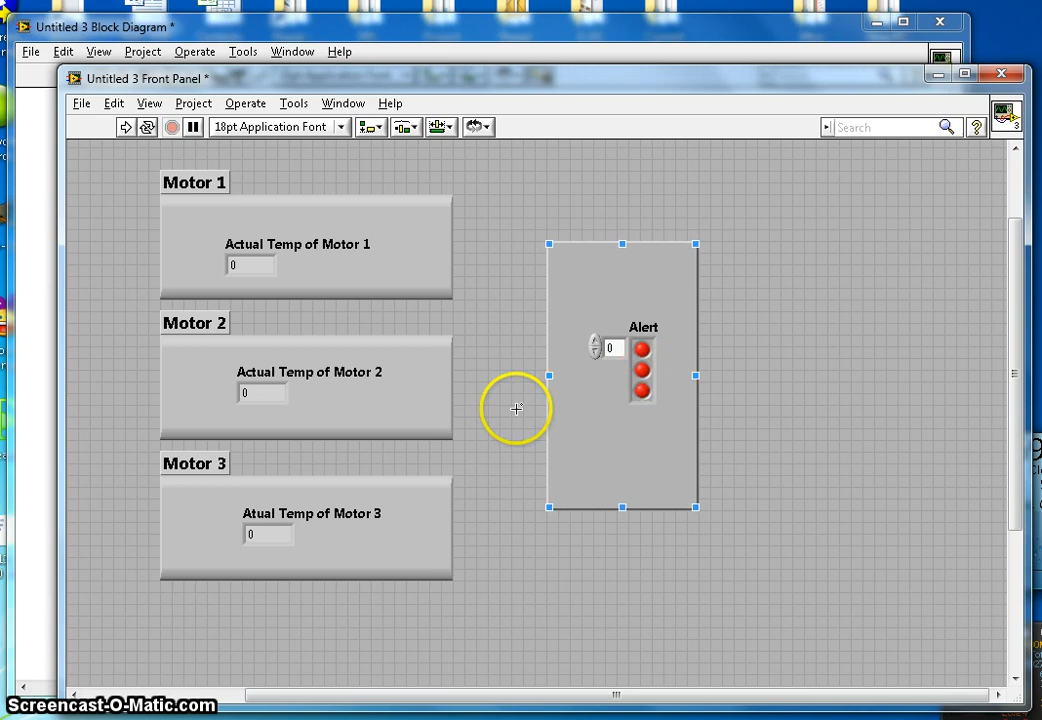 Untitled 3 Block Diagram *
File Edit View Project Operate Tools Window Help
Untitled 3 Front Panel *
File Edit View Project Operate Tools Window Help
18pt Application Font
Search
?
3
Motor 1
Actual Temp of Motor 1
0
Motor 2
Actual Temp of Motor 2
0
Motor 3
Atual Temp of Motor 3
0
Alert
0
Screencast-O-Matic.com